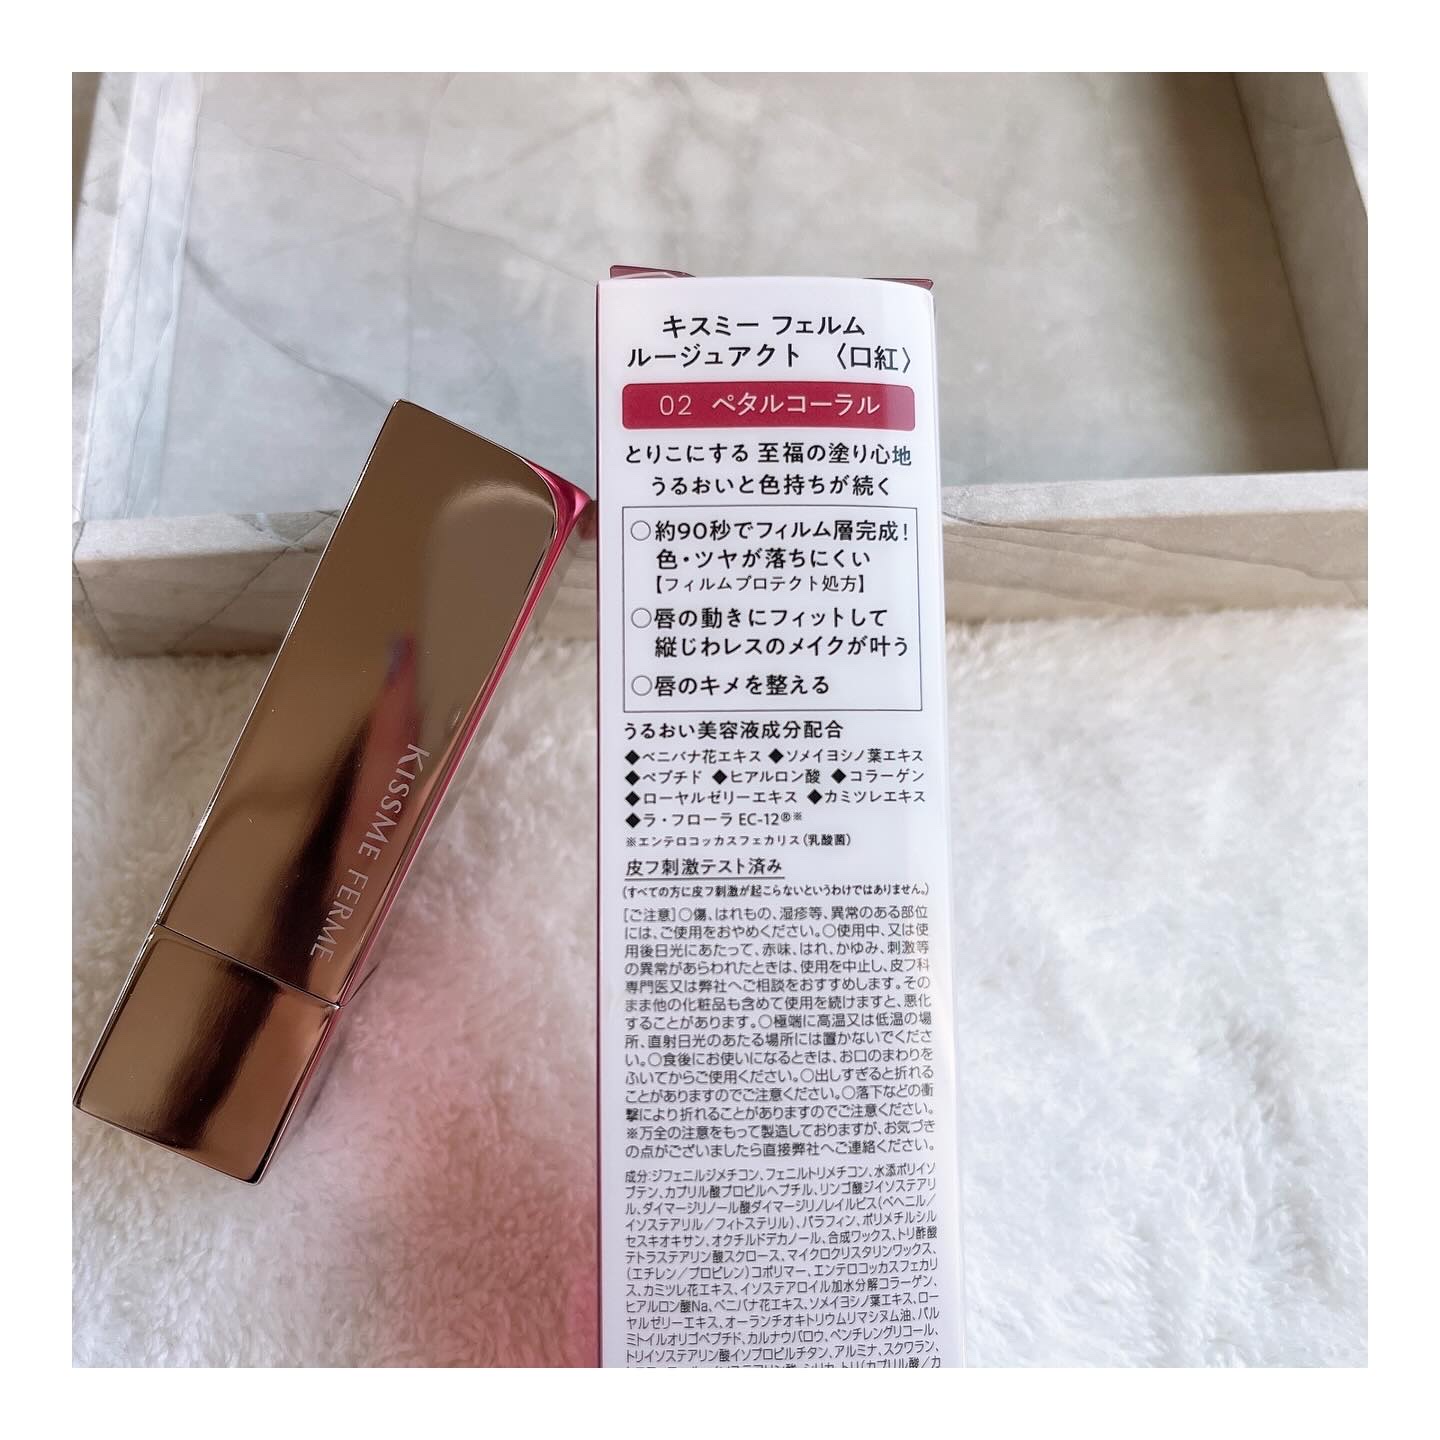 キスミー フェルム
ルージュアクト 〈口紅〉
02 ペタルコーラル
とりこにする 至福の塗り心地
うるおいと色持ちが続く
○約90秒でフィルム層完成!
色・ツヤが落ちにくい
【フィルムプロテクト処方】
○唇の動きにフィットして
縦じわレスのメイクが叶う
○唇のキメを整える
うるおい美容液成分配合
◆ベニバナ花エキス ◆ソメイヨシノ葉エキス
◆ペプチド ◆ヒアルロン酸 ◆コラーゲン
◆ローヤルゼリーエキス ◆カミツレエキス
◆ラ・フローラ EC-12®※
※エンテロコッカスフェカリス(乳酸菌)
皮フ刺激テスト済み
(すべての方に皮フ刺激が起こらないというわけではありません。)
[ご注意]○傷、はれもの、湿疹等、異常のある部位
には、ご使用をおやめください。○使用中、又は使
用後日光にあたって、赤味、はれ、かゆみ、刺激等
の異常があらわれたときは、使用を中止し、皮フ科
専門医又は弊社へご相談をおすすめします。その
まま他の化粧品も含めて使用を続けますと、悪化
することがあります。○極端に高温又は低温の場
所、直射日光のあたる場所には置かないでくださ
い。○食後にお使いになるときは、お口のまわりを
ふいてからご使用ください。○出しすぎると折れる
ことがありますのでご注意ください。○落下などの衝
撃により折れることがありますのでご注意ください。
※万全の注意をもって製造しておりますが、お気づき
の点がございましたら直接弊社へご連絡ください。
成分:ジフェニルジメチコン、フェニルトリメチコン、水添ポリイソ
ブテン、カプリル酸プロピルヘプチル、リンゴ酸ジイソステアリ
ル、ダイマージリノール酸ダイマージリノレイルビス(ベヘニル/
イソステアリル/フィトステリル)、パラフィン、ポリメチルシル
セスキオキサン、オクチルドデカノール、合成ワックス、トリ酢酸
テトラステアリン酸スクロース、マイクロクリスタリンワックス、
(エチレン/プロピレン)コポリマー、エンテロコッカスフェカリ
ス、カミツレ花エキス、イソステアロイル加水分解コラーゲン、
ヒアルロン酸Na、ベニバナ花エキス、ソメイヨシノ葉エキス、ロー
ヤルゼリーエキス、オーランチオキトリウムリマシヌム油、パル
ミトイルオリゴペプチド、カルナウバロウ、ペンチレングリコール、
トリイソステアリン酸イソプロピルチタン、アルミナ、スクワラン、
KISSME FERME